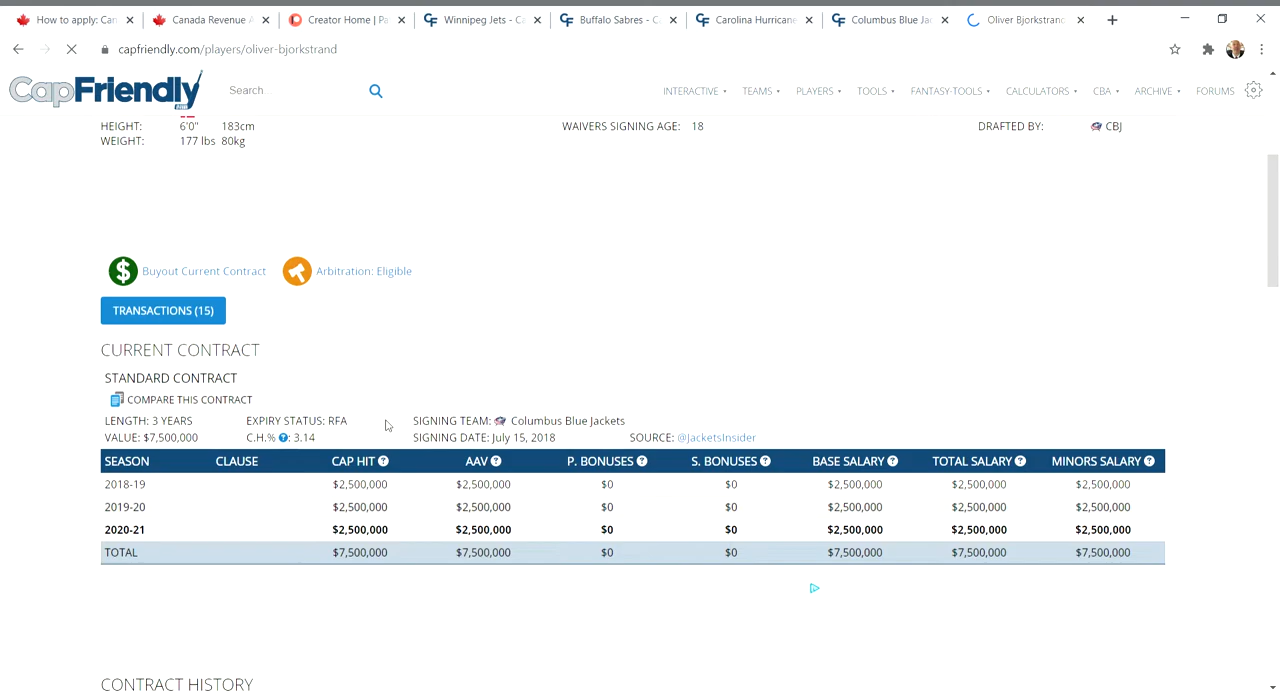 How to apply: Can
Canada Revenue A
Creator Home | Pa
Winnipeg Jets - Ca
Buffalo Sabres - C
Carolina Hurricane
Columbus Blue Jac
Oliver Bjorkstrand
capfriendly.com/players/oliver-bjorkstrand
CapFriendly
Search...
INTERACTIVE TEAMS PLAYERS TOOLS FANTASY-TOOLS CALCULATORS CBA ARCHIVE FORUMS
HEIGHT: 6'0" 183cm WAIVERS SIGNING AGE: 18 DRAFTED BY: CBJ
WEIGHT: 177 lbs 80kg
Buyout Current Contract Arbitration: Eligible
TRANSACTIONS (15)
CURRENT CONTRACT
STANDARD CONTRACT
COMPARE THIS CONTRACT
LENGTH: 3 YEARS EXPIRY STATUS: RFA SIGNING TEAM: Columbus Blue Jackets
VALUE: $7,500,000 C.H.% ?: 3.14 SIGNING DATE: July 15, 2018 SOURCE: @JacketsInsider
SEASON CLAUSE CAP HIT ? AAV ? P. BONUSES ? S. BONUSES ? BASE SALARY ? TOTAL SALARY ? MINORS SALARY ?
2018-19 $2,500,000 $2,500,000 $0 $0 $2,500,000 $2,500,000 $2,500,000
2019-20 $2,500,000 $2,500,000 $0 $0 $2,500,000 $2,500,000 $2,500,000
2020-21 $2,500,000 $2,500,000 $0 $0 $2,500,000 $2,500,000 $2,500,000
TOTAL $7,500,000 $7,500,000 $0 $0 $7,500,000 $7,500,000 $7,500,000
CONTRACT HISTORY